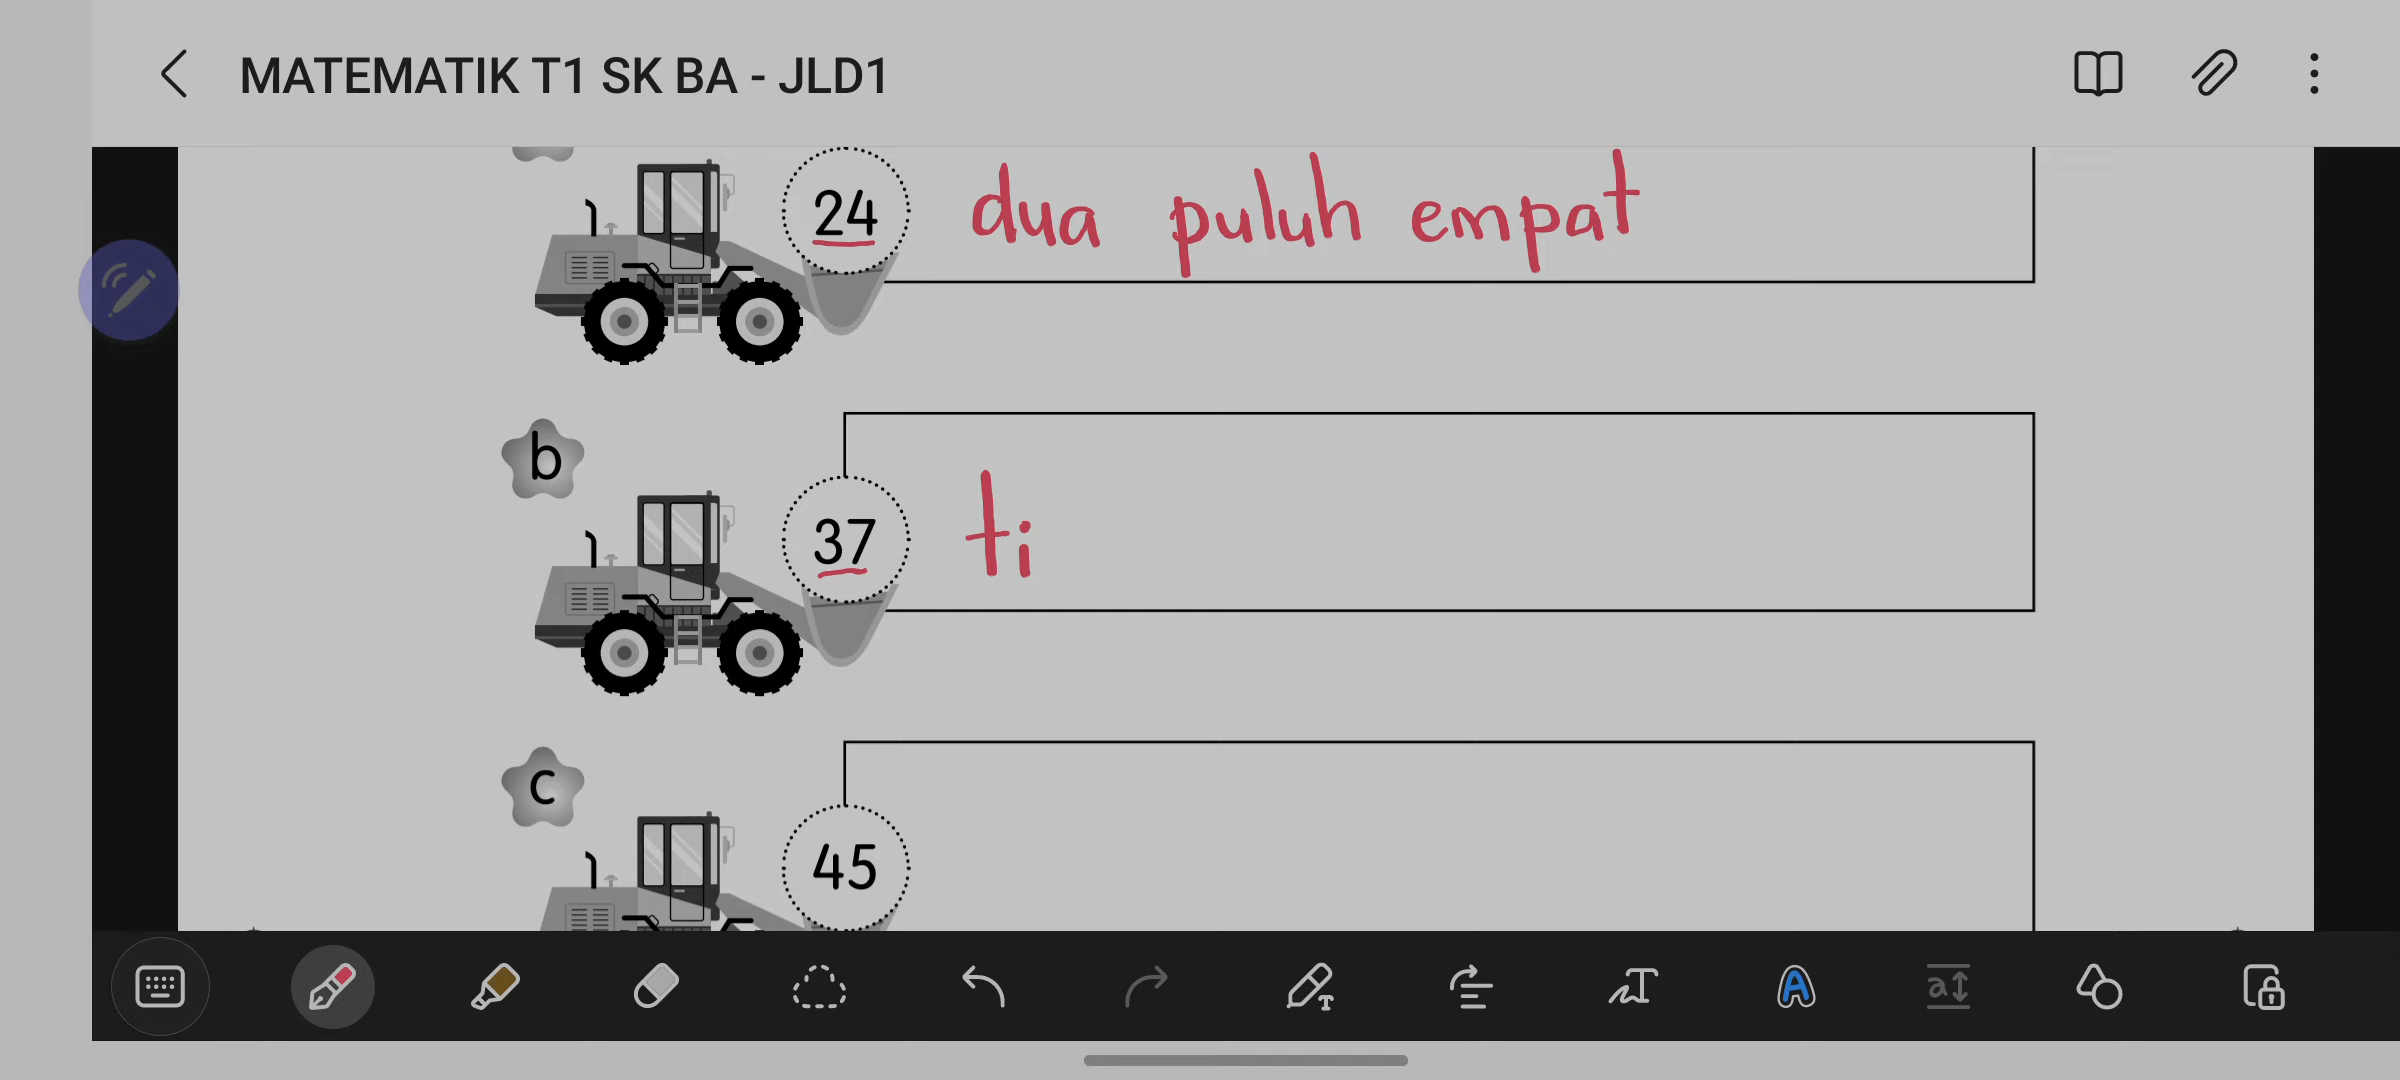 MATEMATIK T1 SK BA - JLD1
24 dua puluh empat
b
37 ti
c
45